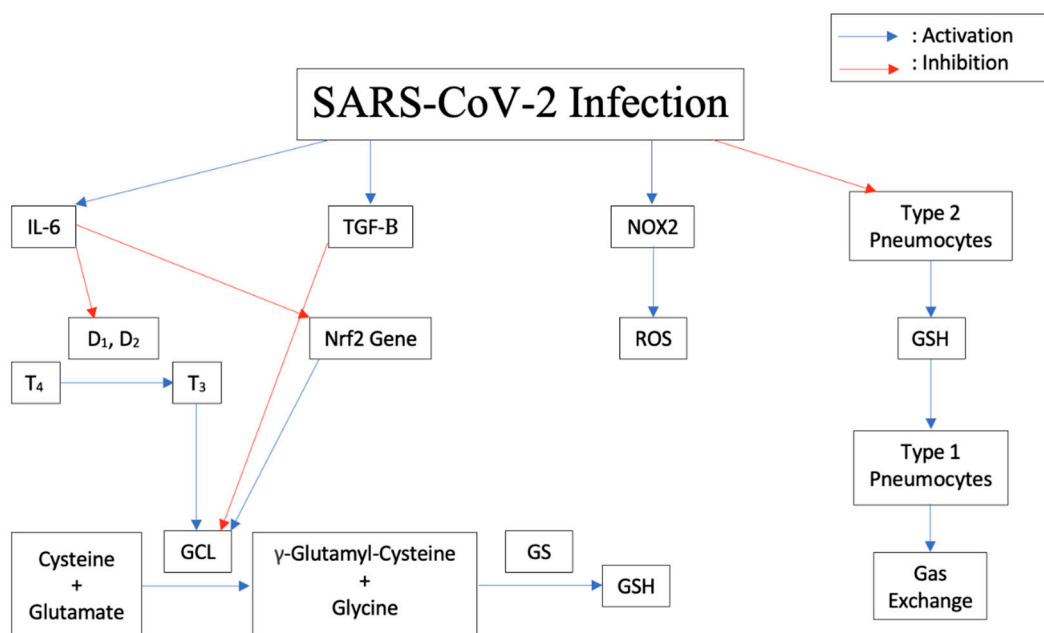 : Activation
: Inhibition
SARS-CoV-2 Infection
IL-6
TGF-B
NOX2
Type 2
Pneumocytes
D₁, D₂
Nrf2 Gene
ROS
GSH
T₄
T₃
Type 1
Pneumocytes
Cysteine
+
Glutamate
GCL
γ-Glutamyl-Cysteine
+
Glycine
GS
GSH
Gas
Exchange